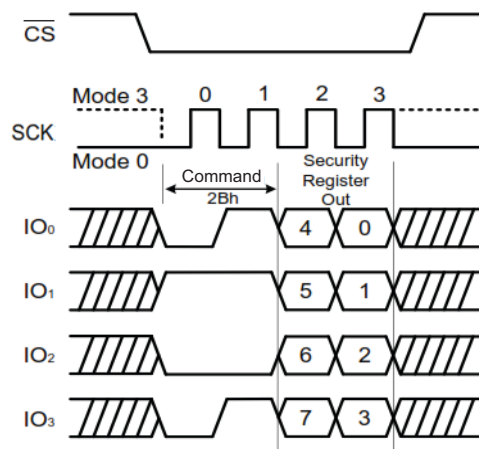 CS
Mode 3 0 1 2 3
SCK
Mode 0
Command
2Bh
Security
Register
Out
IO₀ 4 0
IO₁ 5 1
IO₂ 6 2
IO₃ 7 3